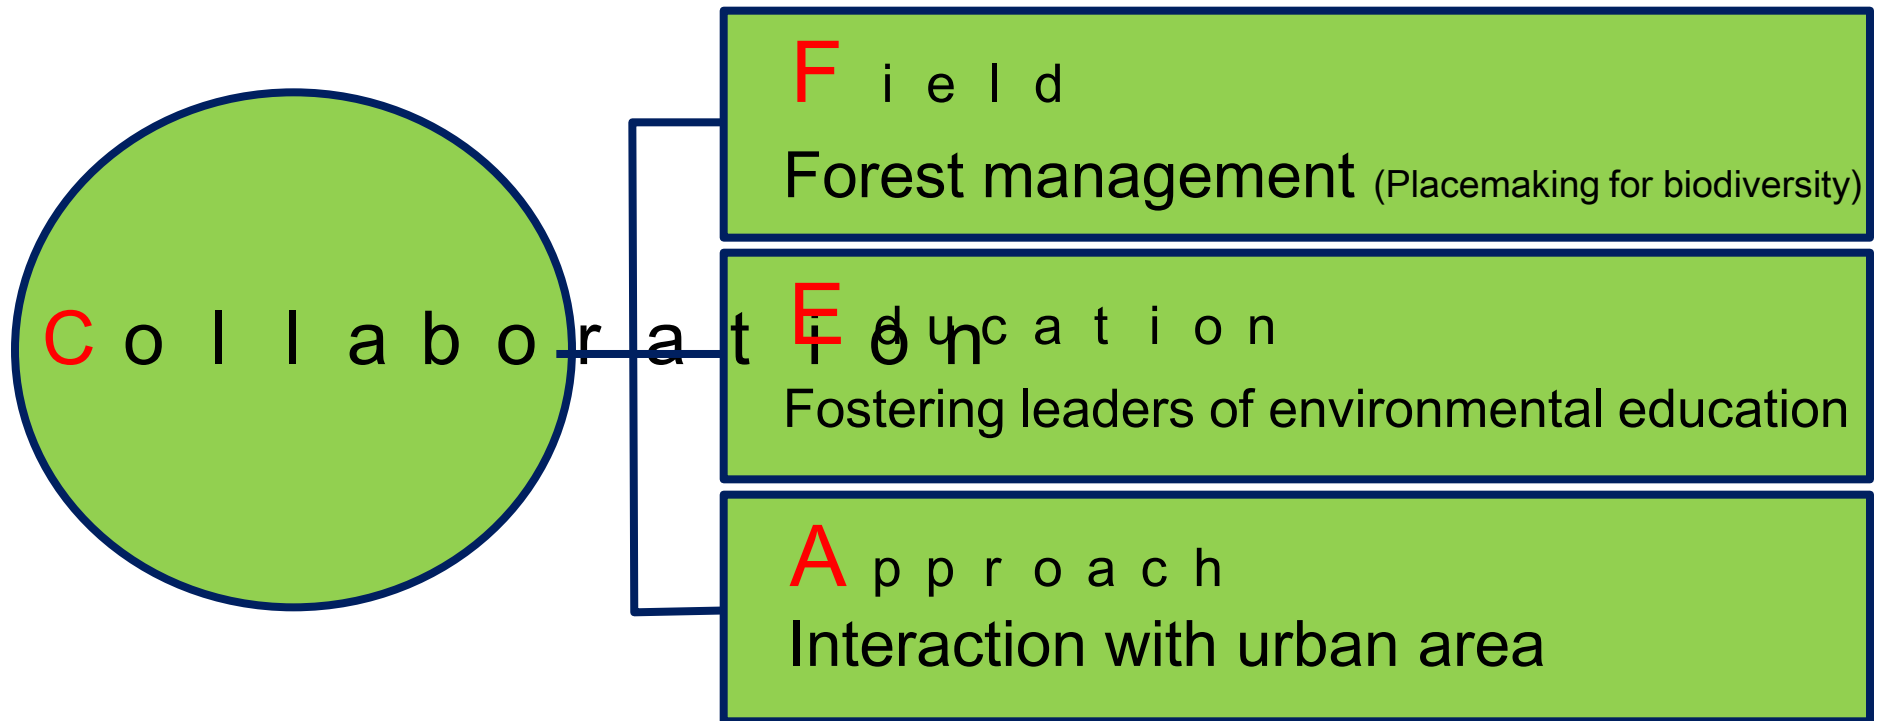 Collaboration
Field
Forest management (Placemaking for biodiversity)
Education
Fostering leaders of environmental education
Approach
Interaction with urban area